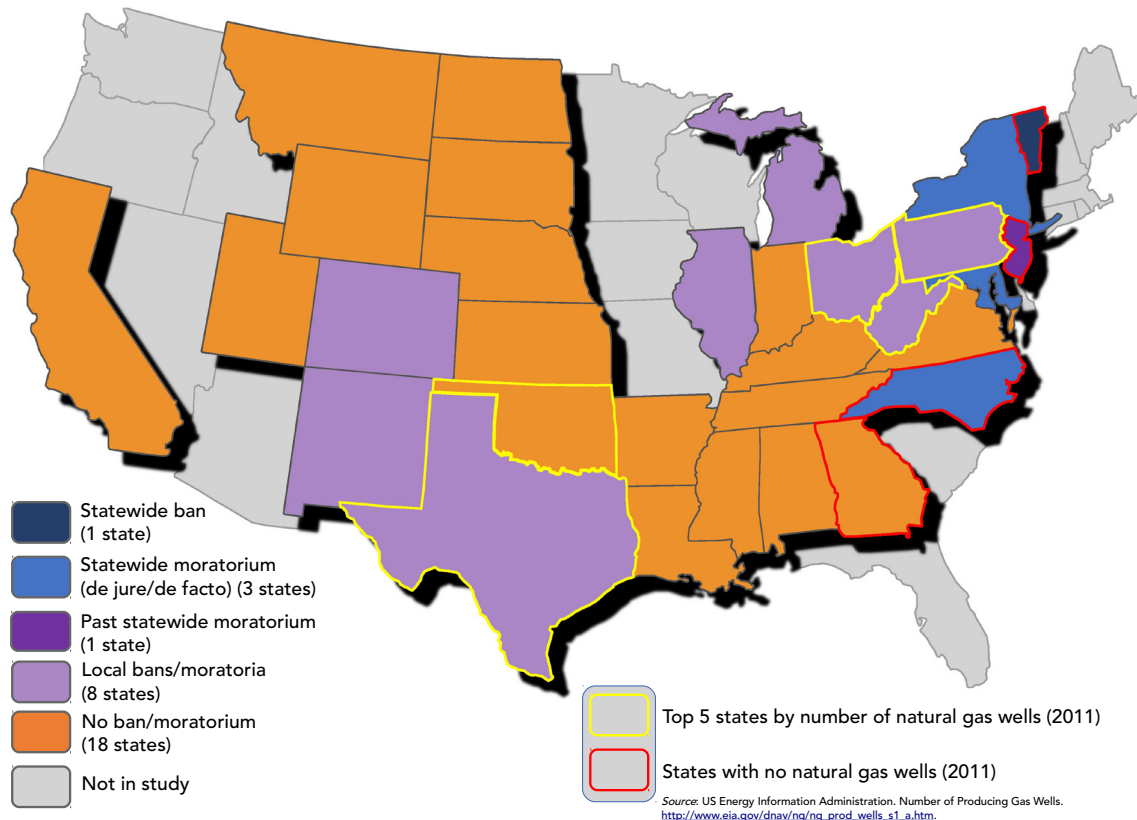 Statewide ban
(1 state)
Statewide moratorium
(de jure/de facto) (3 states)
Past statewide moratorium
(1 state)
Local bans/moratoria
(8 states)
No ban/moratorium
(18 states)
Not in study
Top 5 states by number of natural gas wells (2011)
States with no natural gas wells (2011)
Source: US Energy Information Administration. Number of Producing Gas Wells.
http://www.eia.gov/dnav/ng/ng_prod_wells_s1_a.htm.